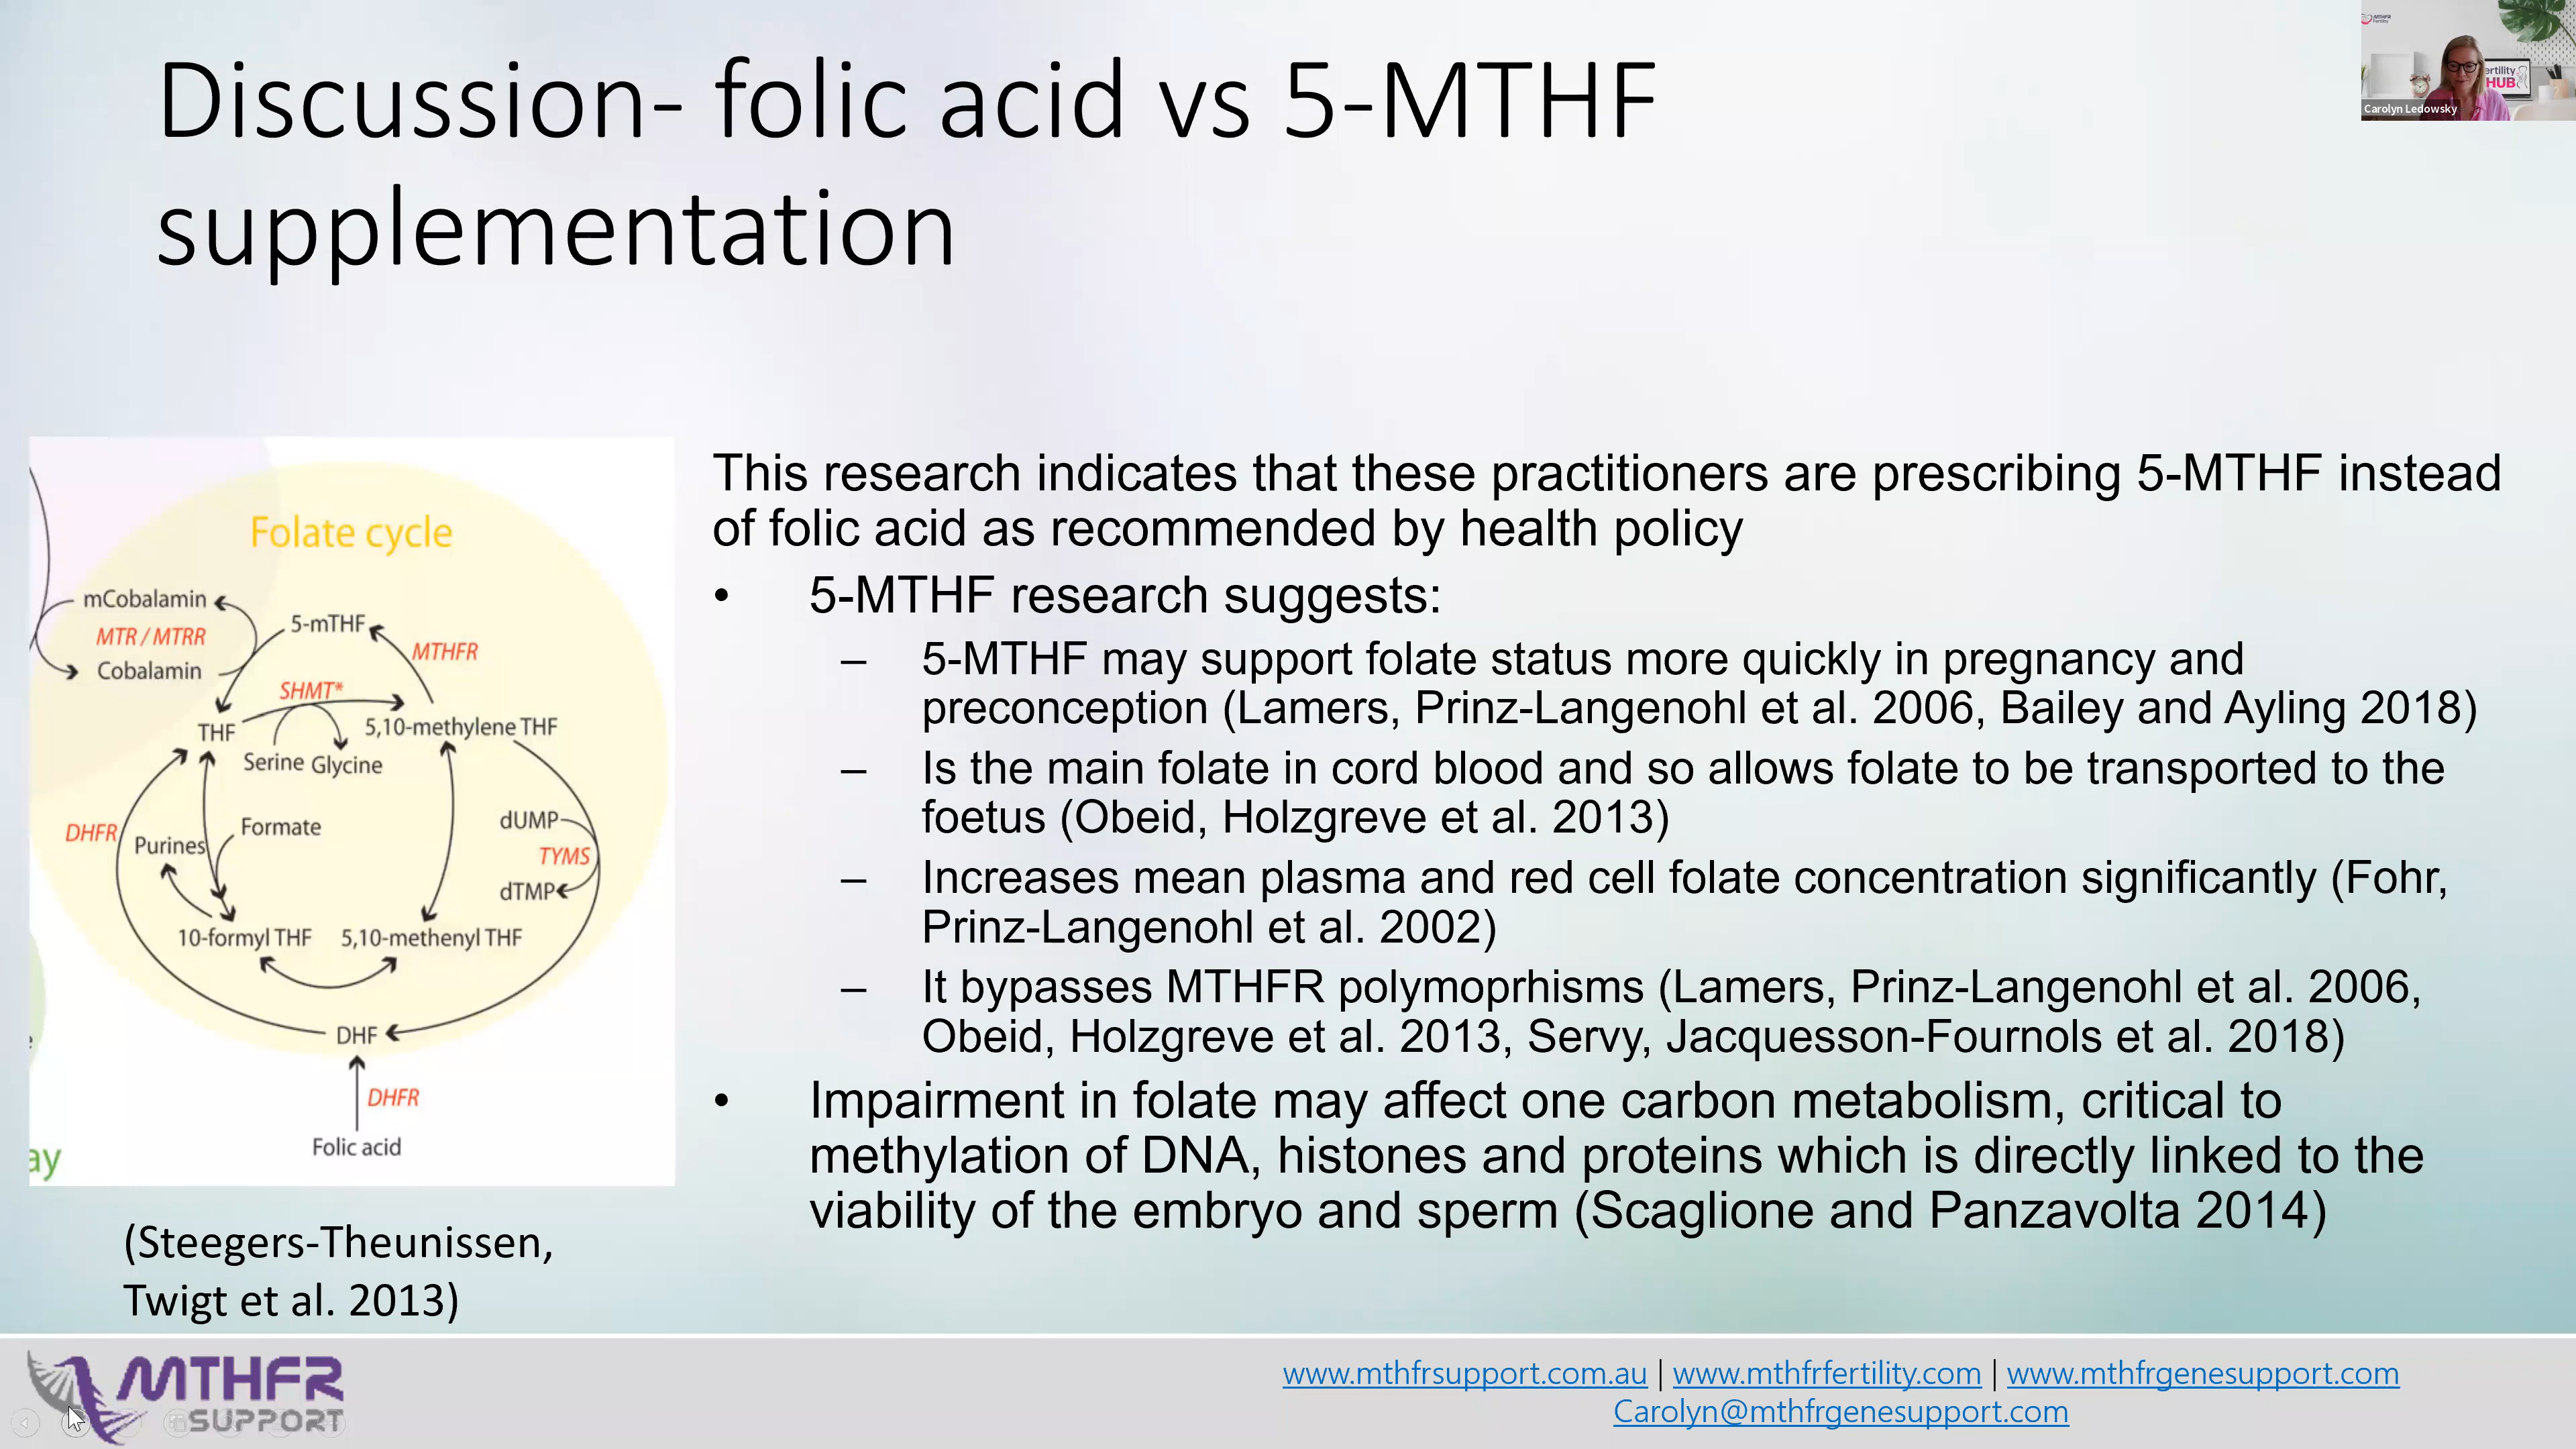 Discussion- folic acid vs 5-MTHF
supplementation
MTHFR
Fertility
ertility
HUB
Carolyn Ledowsky
Folate cycle
mCobalamin
5-mTHF
MTR / MTRR
MTHFR
Cobalamin
SHMT*
THF
5,10-methylene THF
Serine
Glycine
DHFR
Formate
dUMP
Purines
TYMS
dTMP
10-formyl THF
5,10-methenyl THF
DHF
DHFR
Folic acid
ay
(Steegers-Theunissen,
Twigt et al. 2013)
This research indicates that these practitioners are prescribing 5-MTHF instead
of folic acid as recommended by health policy
• 5-MTHF research suggests:
– 5-MTHF may support folate status more quickly in pregnancy and
preconception (Lamers, Prinz-Langenohl et al. 2006, Bailey and Ayling 2018)
– Is the main folate in cord blood and so allows folate to be transported to the
foetus (Obeid, Holzgreve et al. 2013)
– Increases mean plasma and red cell folate concentration significantly (Fohr,
Prinz-Langenohl et al. 2002)
– It bypasses MTHFR polymoprhisms (Lamers, Prinz-Langenohl et al. 2006,
Obeid, Holzgreve et al. 2013, Servy, Jacquesson-Fournols et al. 2018)
• Impairment in folate may affect one carbon metabolism, critical to
methylation of DNA, histones and proteins which is directly linked to the
viability of the embryo and sperm (Scaglione and Panzavolta 2014)
MTHFR
SUPPORT
www.mthfrsupport.com.au | www.mthfrfertility.com | www.mthfrgenesupport.com
Carolyn@mthfrgenesupport.com